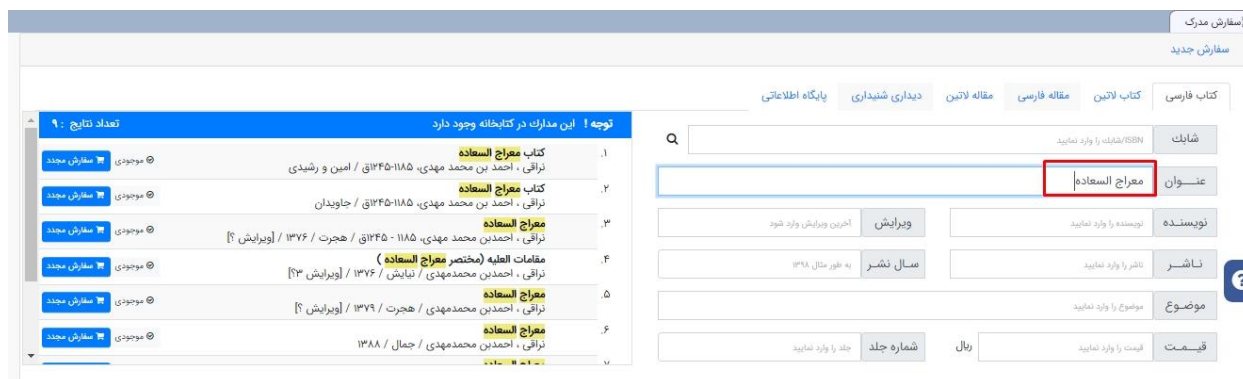 سفارش مدرک
سفارش جدید
کتاب فارسی
کتاب لاتین
مقاله فارسی
مقاله لاتین
دیداری شنیداری
پایگاه اطلاعاتی
شابک
ISBN/شابک را وارد نمایید
عنـــوان
معراج السعاده
نویسنـده
نویسنده را وارد نمایید
ویرایش
آخرین ویرایش وارد شود
نـاشــر
ناشر را وارد نمایید
سـال نشـر
به طور مثال ۱۳۹۸
موضـوع
موضوع را وارد نمایید
قیــمـت
قیمت را وارد نمایید
ریال
شماره جلد
جلد را وارد نمایید
توجه ! این مدارک در کتابخانه وجود دارد
تعداد نتایج : ۹
۱. کتاب معراج السعاده
نراقی ، احمد بن محمد مهدی، ۱۱۸۵-۱۲۴۵ق / امین و رشیدی
موجودی سفارش مجدد
۲. کتاب معراج السعاده
نراقی ، احمد بن محمد مهدی، ۱۱۸۵-۱۲۴۵ق / جاویدان
موجودی سفارش مجدد
۳. معراج السعاده
نراقی ، احمدبن محمد مهدی، ۱۱۸۵ - ۱۲۴۵ق / هجرت / ۱۳۷۶ / [ویرایش ؟]
موجودی سفارش مجدد
۴. مقامات العلیه (مختصر معراج السعاده )
نراقی ، احمدبن محمدمهدی / نیایش / ۱۳۷۶ / [ویرایش ۳؟]
موجودی سفارش مجدد
۵. معراج السعاده
نراقی ، احمدبن محمدمهدی / هجرت / ۱۳۷۹ / [ویرایش ؟]
موجودی سفارش مجدد
۶. معراج السعاده
نراقی ، احمدبن محمدمهدی / جمال / ۱۳۸۸
موجودی سفارش مجدد